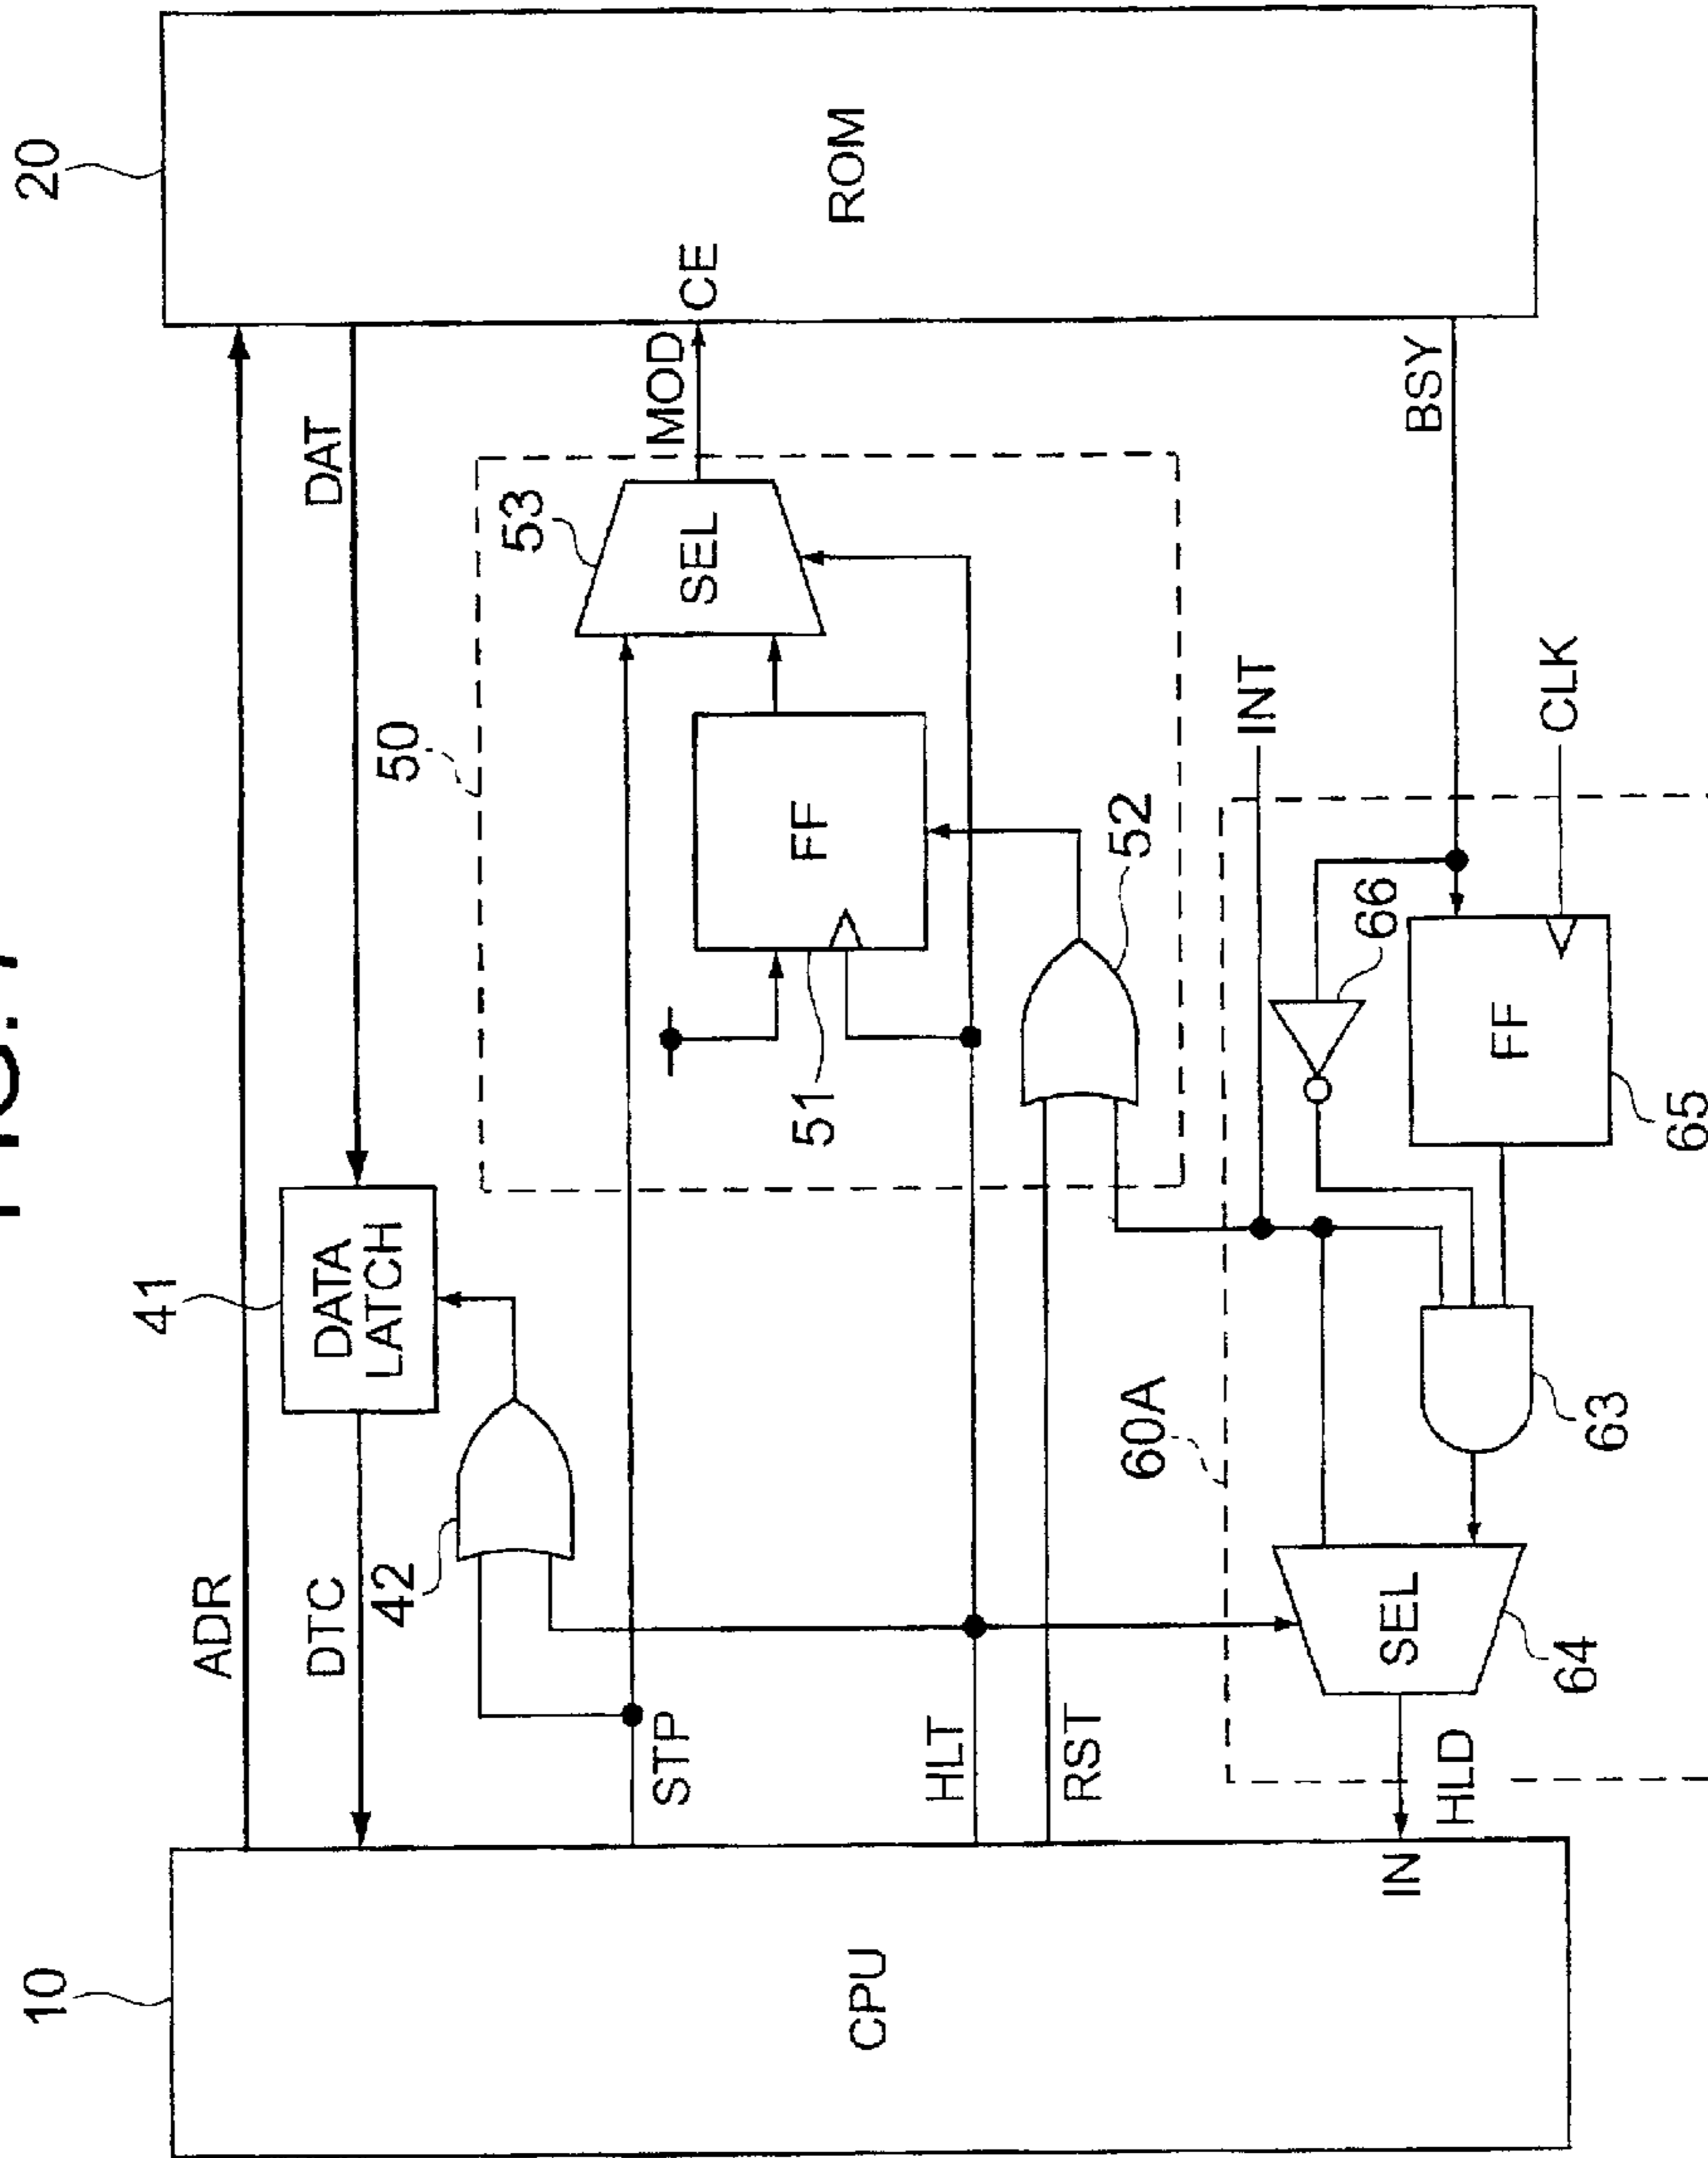 10
CPU
IN
ADR
DTC
STP
HLT
RST
HLD
41
DATA
LATCH
42
60A
SEL
64
63
DAT
50
51
FF
52
53
SEL
MOD
INT
66
FF
65
CLK
BSY
20
CE
ROM